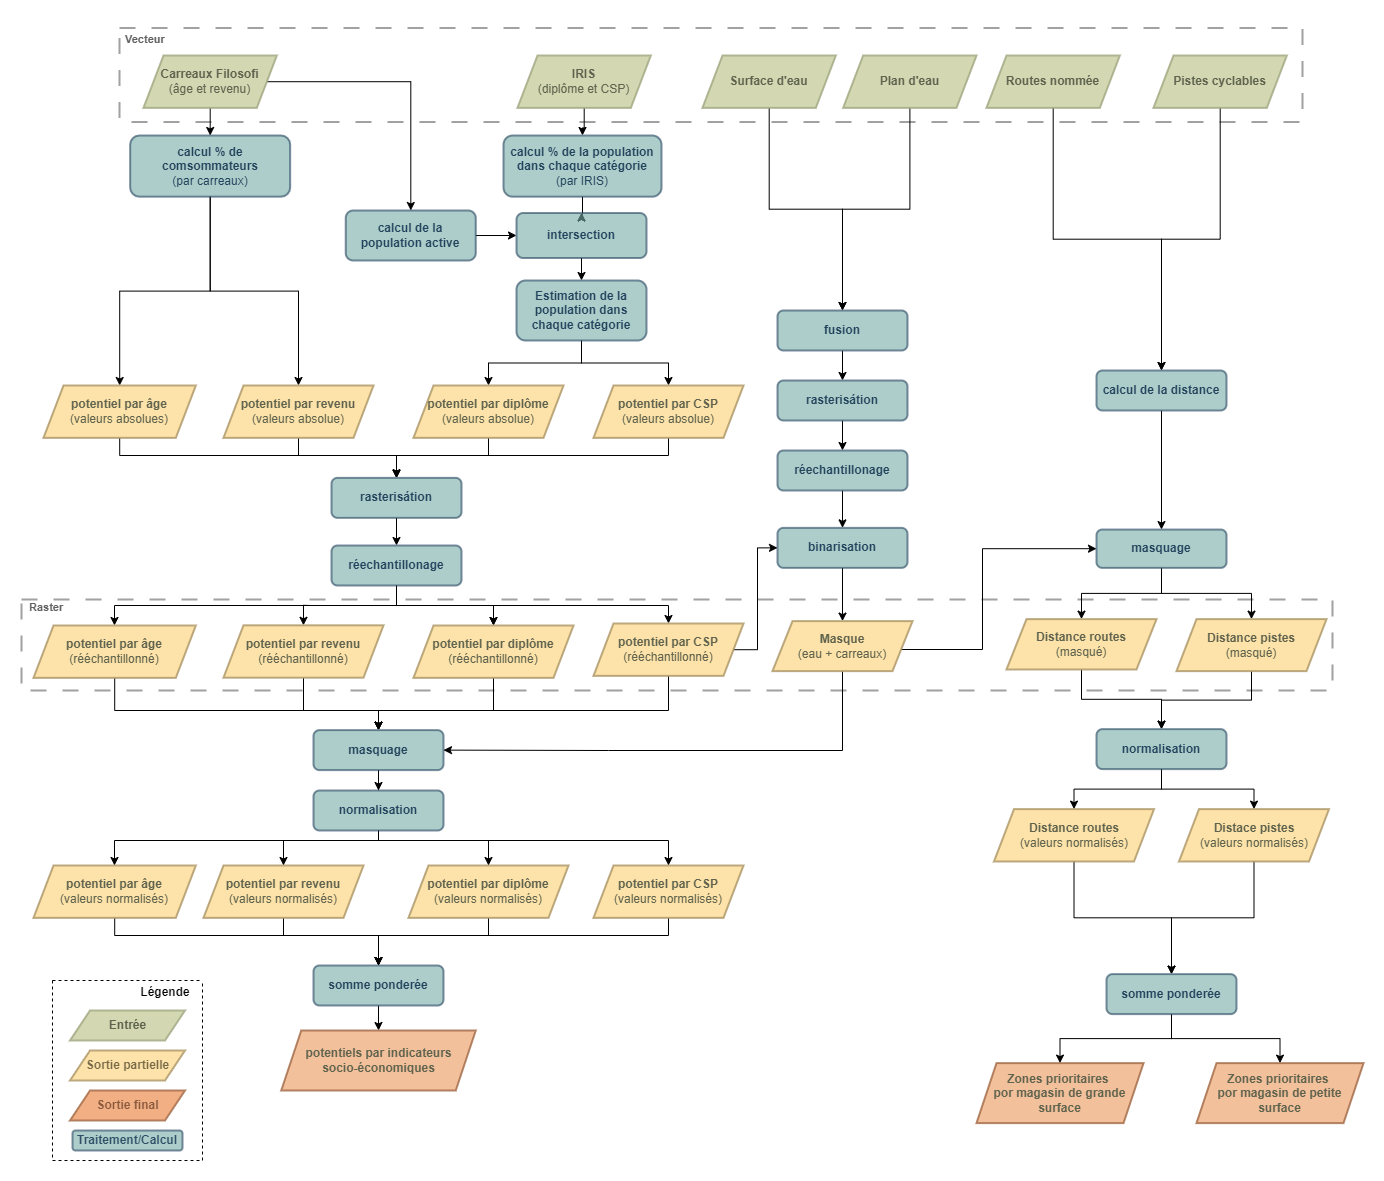 Vecteur
Carreaux Filosofi
(âge et revenu)
IRIS
(diplôme et CSP)
Surface d'eau
Plan d'eau
Routes nommée
Pistes cyclables
calcul % de
comsommateurs
(par carreaux)
calcul % de la population
dans chaque catégorie
(par IRIS)
calcul de la
population active
intersection
Estimation de la
population dans
chaque catégorie
fusion
rasterisátion
réechantillonage
binarisation
calcul de la distance
masquage
potentiel par âge
(valeurs absolues)
potentiel par revenu
(valeurs absolue)
potentiel par diplôme
(valeurs absolue)
potentiel par CSP
(valeurs absolue)
rasterisátion
réechantillonage
Raster
potentiel par âge
(rééchantillonné)
potentiel par revenu
(rééchantillonné)
potentiel par diplôme
(rééchantillonné)
potentiel par CSP
(rééchantillonné)
Masque
(eau + carreaux)
Distance routes
(masqué)
Distance pistes
(masqué)
masquage
normalisation
normalisation
potentiel par âge
(valeurs normalisés)
potentiel par revenu
(valeurs normalisés)
potentiel par diplôme
(valeurs normalisés)
potentiel par CSP
(valeurs normalisés)
Distance routes
(valeurs normalisés)
Distace pistes
(valeurs normalisés)
somme ponderée
potentiels par indicateurs
socio-économiques
somme ponderée
Zones prioritaires
por magasin de grande
surface
Zones prioritaires
por magasin de petite
surface
Légende
Entrée
Sortie partielle
Sortie final
Traitement/Calcul